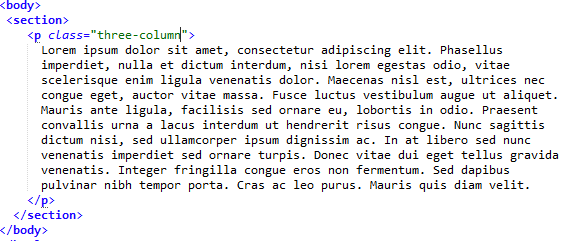 <body>
<section>
<p class="three-column">
Lorem ipsum dolor sit amet, consectetur adipiscing elit. Phasellus
imperdiet, nulla et dictum interdum, nisi lorem egestas odio, vitae
scelerisque enim ligula venenatis dolor. Maecenas nisl est, ultrices nec
congue eget, auctor vitae massa. Fusce luctus vestibulum augue ut aliquet.
Mauris ante ligula, facilisis sed ornare eu, lobortis in odio. Praesent
convallis urna a lacus interdum ut hendrerit risus congue. Nunc sagittis
dictum nisi, sed ullamcorper ipsum dignissim ac. In at libero sed nunc
venenatis imperdiet sed ornare turpis. Donec vitae dui eget tellus gravida
venenatis. Integer fringilla congue eros non fermentum. Sed dapibus
pulvinar nibh tempor porta. Cras ac leo purus. Mauris quis diam velit.
</p>
</section>
</body>